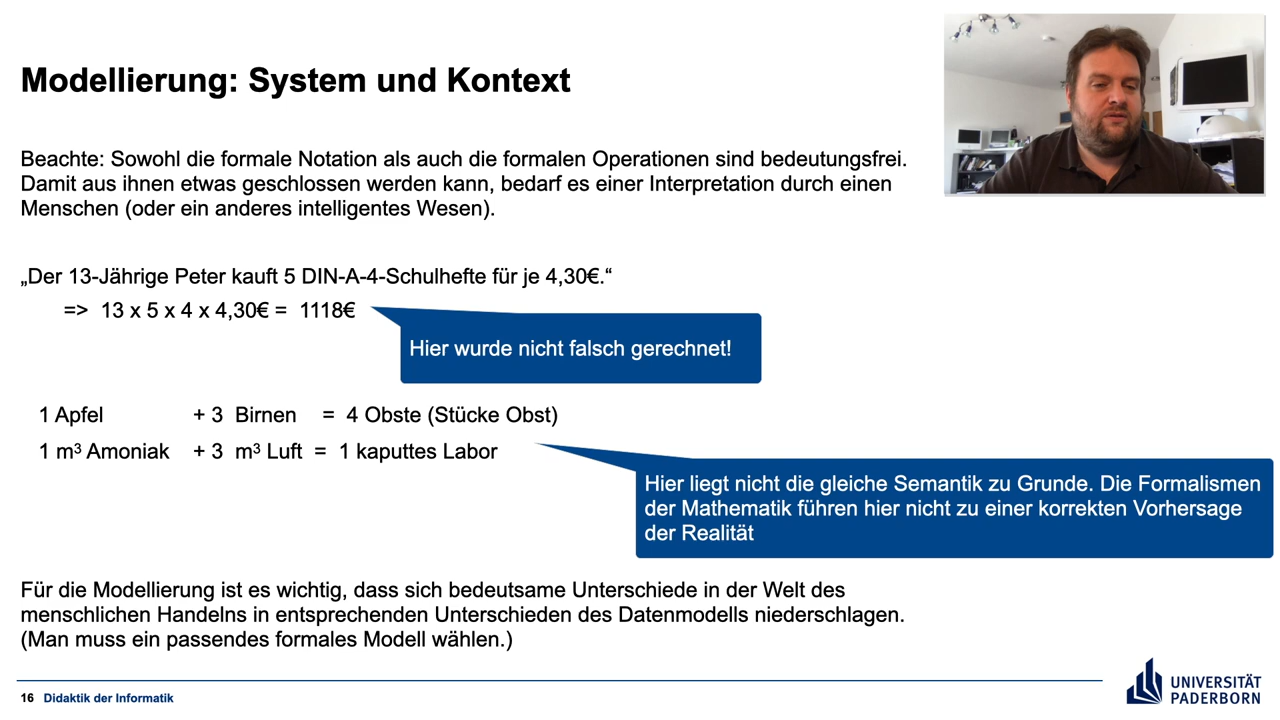 Modellierung: System und Kontext
Beachte: Sowohl die formale Notation als auch die formalen Operationen sind bedeutungsfrei.
Damit aus ihnen etwas geschlossen werden kann, bedarf es einer Interpretation durch einen
Menschen (oder ein anderes intelligentes Wesen).
„Der 13-Jährige Peter kauft 5 DIN-A-4-Schulhefte für je 4,30€.“
=> 13 x 5 x 4 x 4,30€ = 1118€
Hier wurde nicht falsch gerechnet!
1 Apfel + 3 Birnen = 4 Obste (Stücke Obst)
1 m³ Amoniak + 3 m³ Luft = 1 kaputtes Labor
Hier liegt nicht die gleiche Semantik zu Grunde. Die Formalismen
der Mathematik führen hier nicht zu einer korrekten Vorhersage
der Realität
Für die Modellierung ist es wichtig, dass sich bedeutsame Unterschiede in der Welt des
menschlichen Handelns in entsprechenden Unterschieden des Datenmodells niederschlagen.
(Man muss ein passendes formales Modell wählen.)
16 Didaktik der Informatik
UNIVERSITÄT
PADERBORN